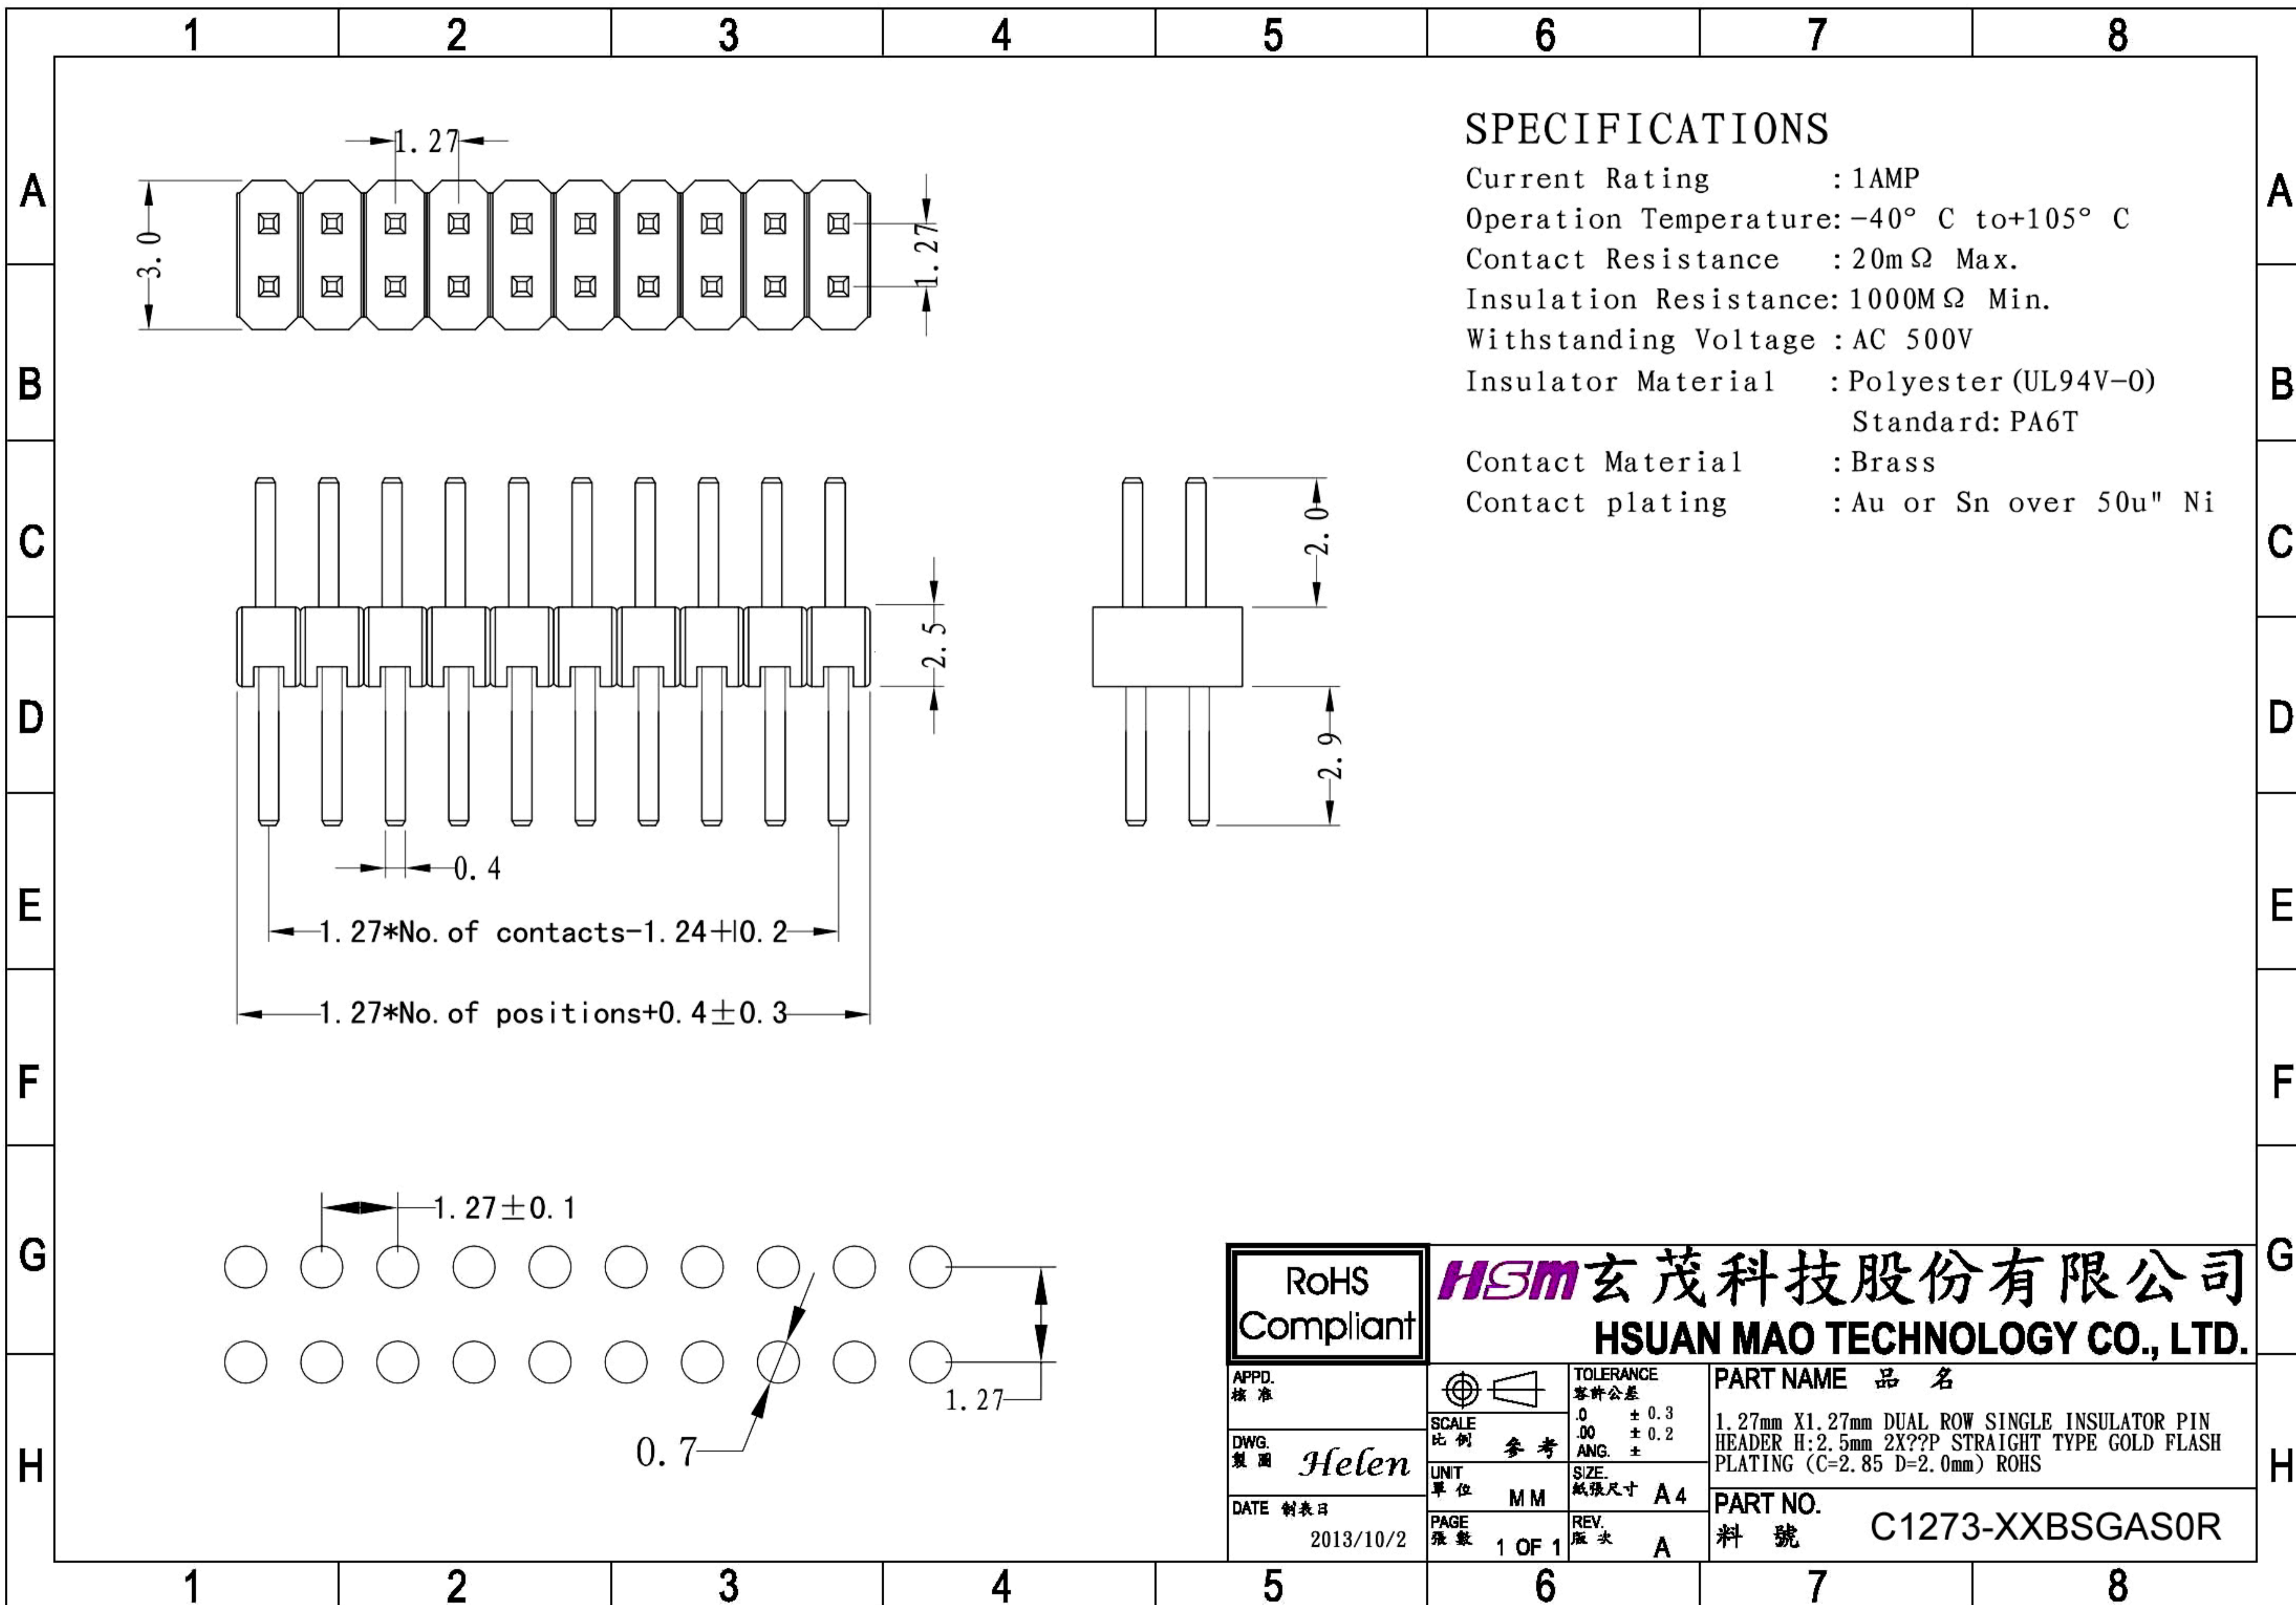 1 2 3 4 5 6 7 8
A A
B B
C C
D D
E E
F F
G G
H H
1.27
3.0
1.27
SPECIFICATIONS
Current Rating :1AMP
Operation Temperature:-40° C to+105° C
Contact Resistance :20mΩ Max.
Insulation Resistance:1000MΩ Min.
Withstanding Voltage :AC 500V
Insulator Material :Polyester(UL94V-0)
Standard:PA6T
Contact Material :Brass
Contact plating :Au or Sn over 50u" Ni
2.5
2.0
2.9
0.4
1.27*No.of contacts-1.24+|0.2
1.27*No.of positions+0.4±0.3
1.27±0.1
1.27
0.7
RoHS
Compliant
HSM 玄茂科技股份有限公司
HSUAN MAO TECHNOLOGY CO., LTD.
APPD.
核 准
DWG.
製 圖
Helen
DATE 制表日
2013/10/2
SCALE
比 例
參 考
UNIT
單 位
MM
PAGE
張 數
1 OF 1
TOLERANCE
容許公差
.0 ± 0.3
.00 ± 0.2
ANG. ±
SIZE.
紙張尺寸
A4
REV.
版 次
A
PART NAME 品 名
1.27mm X1.27mm DUAL ROW SINGLE INSULATOR PIN
HEADER H:2.5mm 2X??P STRAIGHT TYPE GOLD FLASH
PLATING (C=2.85 D=2.0mm) ROHS
PART NO.
料 號
C1273-XXBSGAS0R
1 2 3 4 5 6 7 8